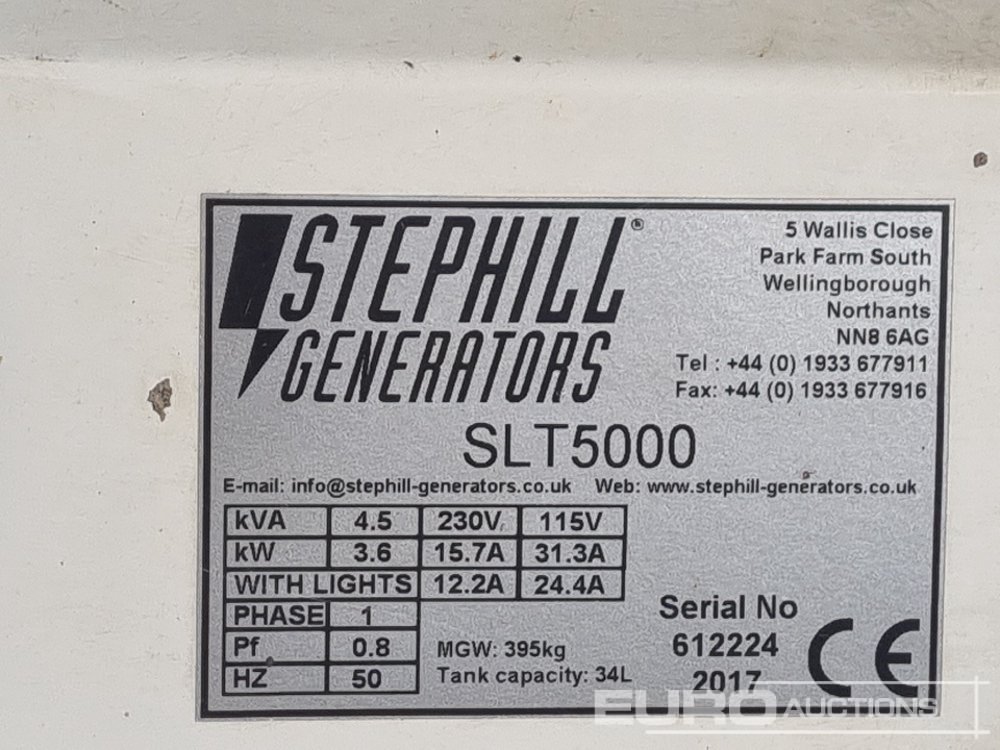 STEPHILL®
GENERATORS
5 Wallis Close
Park Farm South
Wellingborough
Northants
NN8 6AG
Tel : +44 (0) 1933 677911
Fax: +44 (0) 1933 677916
SLT5000
E-mail: info@stephill-generators.co.uk Web: www.stephill-generators.co.uk
kVA 4.5 230V 115V
kW 3.6 15.7A 31.3A
WITH LIGHTS 12.2A 24.4A
PHASE 1
Pf 0.8
HZ 50
MGW: 395kg
Tank capacity: 34L
Serial No
612224
2017
CE
EURO AUCTIONS